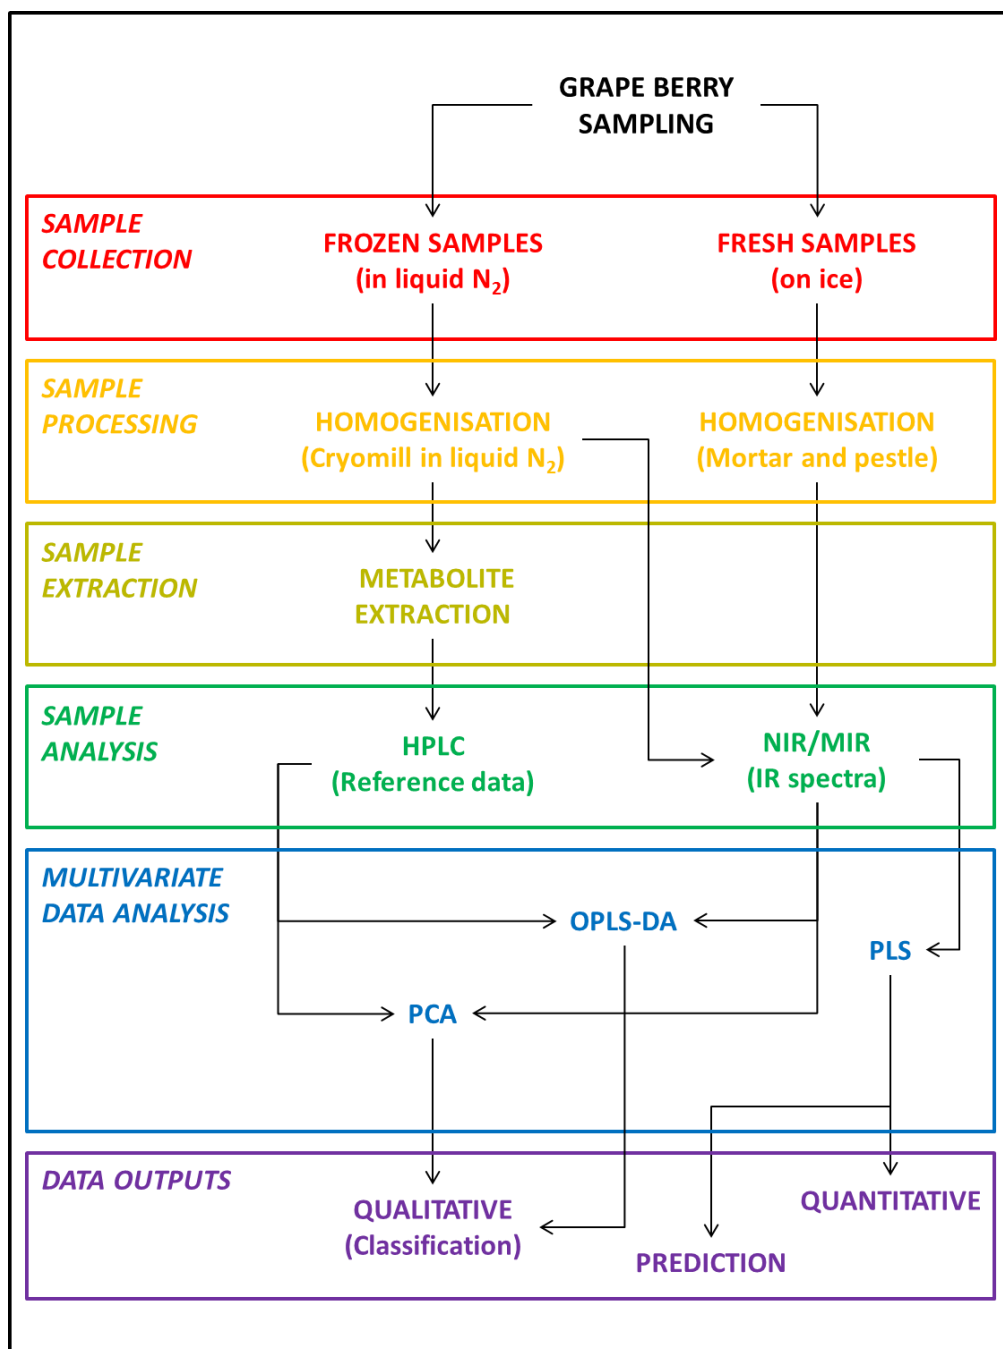 GRAPE BERRY
SAMPLING
SAMPLE
COLLECTION
FROZEN SAMPLES
(in liquid N₂)
FRESH SAMPLES
(on ice)
SAMPLE
PROCESSING
HOMOGENISATION
(Cryomill in liquid N₂)
HOMOGENISATION
(Mortar and pestle)
SAMPLE
EXTRACTION
METABOLITE
EXTRACTION
SAMPLE
ANALYSIS
HPLC
(Reference data)
NIR/MIR
(IR spectra)
MULTIVARIATE
DATA ANALYSIS
OPLS-DA
PLS
PCA
DATA OUTPUTS
QUALITATIVE
(Classification)
QUANTITATIVE
PREDICTION